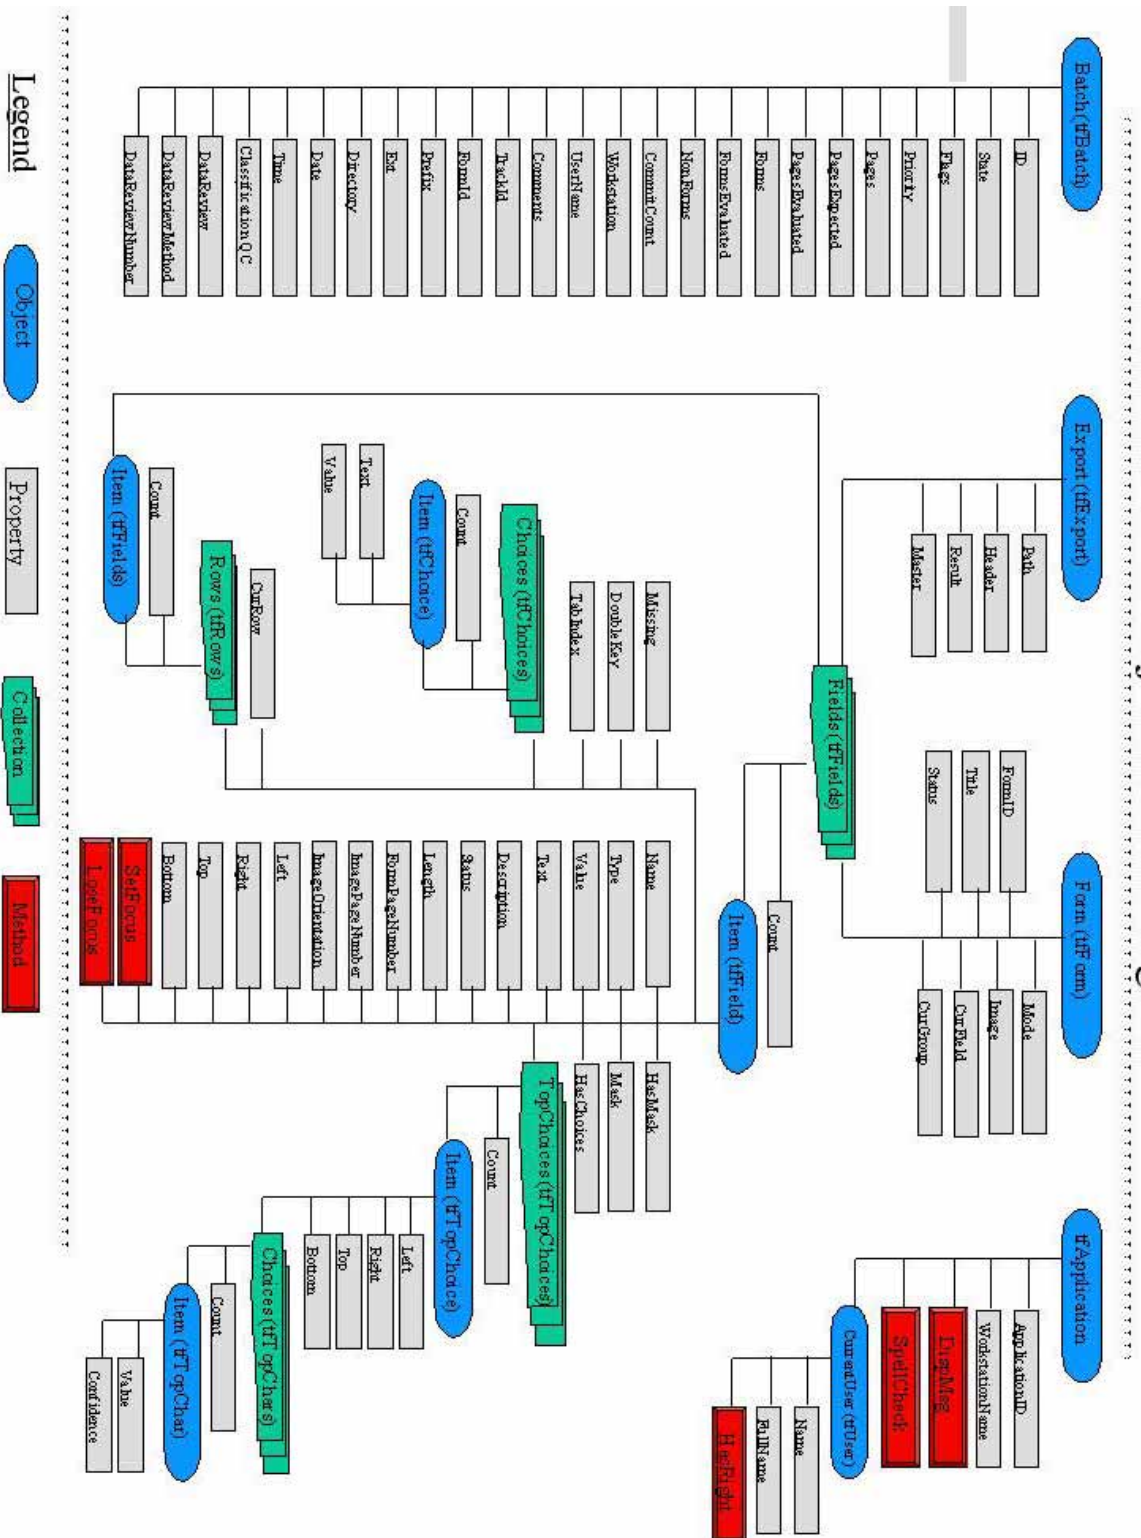 Batch (tfBatch)
ID
State
Flags
Priority
Pages
PagesExpected
PagesEvaluated
Forms
FormsEvaluated
NonForms
CommitCount
Workstation
UserName
Comments
TrackId
FormId
Prefix
Ext
Directory
Date
Time
ClassificationQC
DataReview
DataReviewMethod
DataReviewNumber
Export (tfExport)
Path
Header
Result
Master
Form (tfForm)
FormID
Title
Status
Mode
Image
CurField
CurGroup
tfApplication
ApplicationID
WorkstationName
DispMsg
SpellCheck
CurrentUser (tfUser)
Name
FullName
HasRight
Fields (tfFields)
Count
Item (tfField)
Name
Type
Value
Text
Description
Status
Length
FormPageNumber
ImagePageNumber
ImageOrientation
Left
Right
Top
Bottom
SetFocus
LoseFocus
HasMask
Mask
HasChoices
Missing
DoubleKey
TabIndex
Choices (tfChoices)
Count
Item (tfChoice)
Text
Value
CurRow
Rows (tfRows)
Count
Item (tfFields)
TopChoices (tfTopChoices)
Count
Item (tfTopChoice)
Left
Right
Top
Bottom
Choices (tfTopChars)
Count
Item (tfTopChar)
Value
Confidence
Legend
Object
Property
Collection
Method